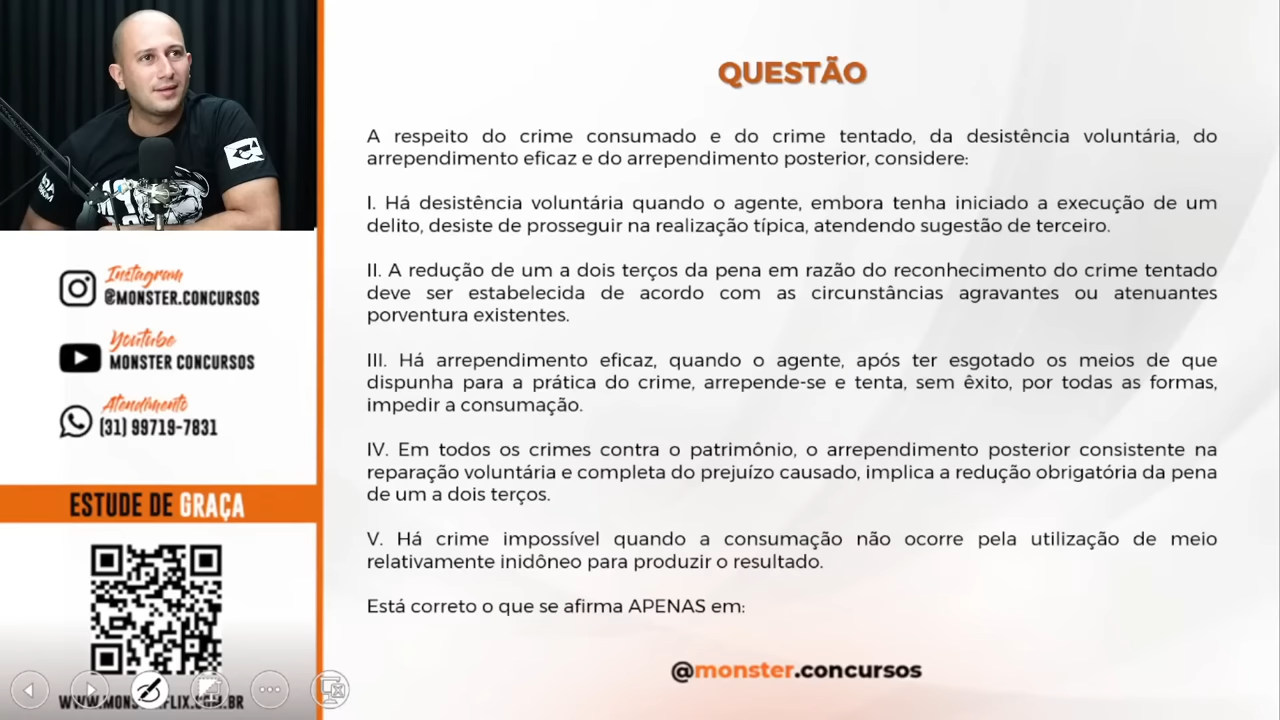 QUESTÃO
A respeito do crime consumado e do crime tentado, da desistência voluntária, do
arrependimento eficaz e do arrependimento posterior, considere:
I. Há desistência voluntária quando o agente, embora tenha iniciado a execução de um
delito, desiste de prosseguir na realização típica, atendendo sugestão de terceiro.
II. A redução de um a dois terços da pena em razão do reconhecimento do crime tentado
deve ser estabelecida de acordo com as circunstâncias agravantes ou atenuantes
porventura existentes.
III. Há arrependimento eficaz, quando o agente, após ter esgotado os meios de que
dispunha para a prática do crime, arrepende-se e tenta, sem êxito, por todas as formas,
impedir a consumação.
IV. Em todos os crimes contra o patrimônio, o arrependimento posterior consistente na
reparação voluntária e completa do prejuízo causado, implica a redução obrigatória da pena
de um a dois terços.
V. Há crime impossível quando a consumação não ocorre pela utilização de meio
relativamente inidôneo para produzir o resultado.
Está correto o que se afirma APENAS em:
@monster.concursos
Instagram
@MONSTER.CONCURSOS
Youtube
MONSTER CONCURSOS
Atendimento
(31) 99719-7831
ESTUDE DE GRAÇA